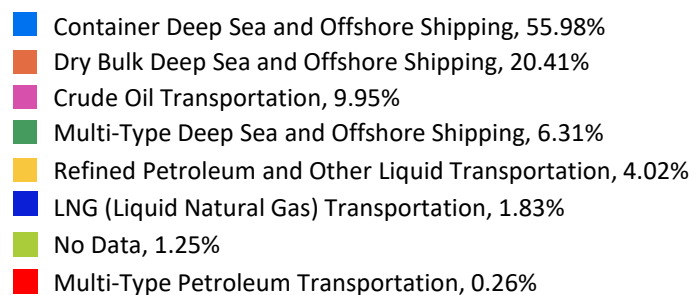 Container Deep Sea and Offshore Shipping, 55.98%
Dry Bulk Deep Sea and Offshore Shipping, 20.41%
Crude Oil Transportation, 9.95%
Multi-Type Deep Sea and Offshore Shipping, 6.31%
Refined Petroleum and Other Liquid Transportation, 4.02%
LNG (Liquid Natural Gas) Transportation, 1.83%
No Data, 1.25%
Multi-Type Petroleum Transportation, 0.26%